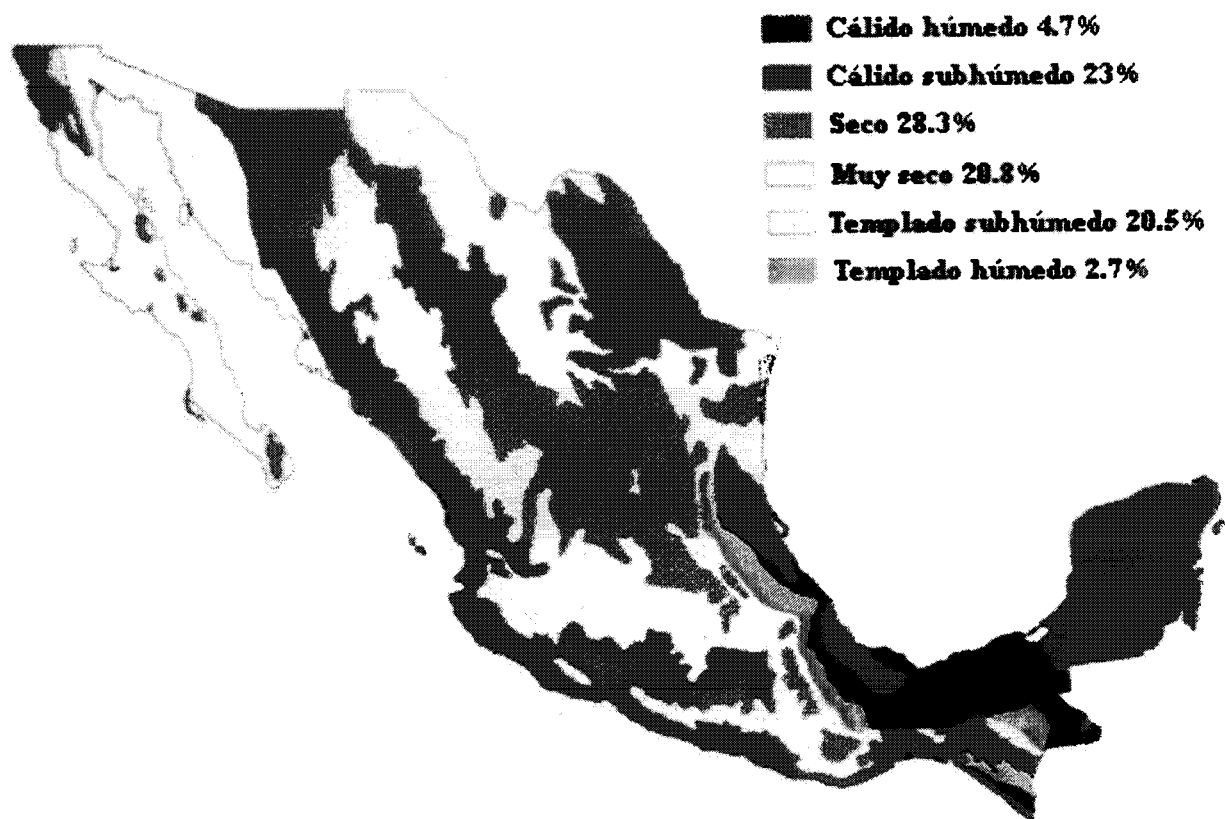 Cálido húmedo 4.7%
Cálido subhúmedo 23%
Seco 28.3%
Muy seco 20.8%
Templado subhúmedo 20.5%
Templado húmedo 2.7%